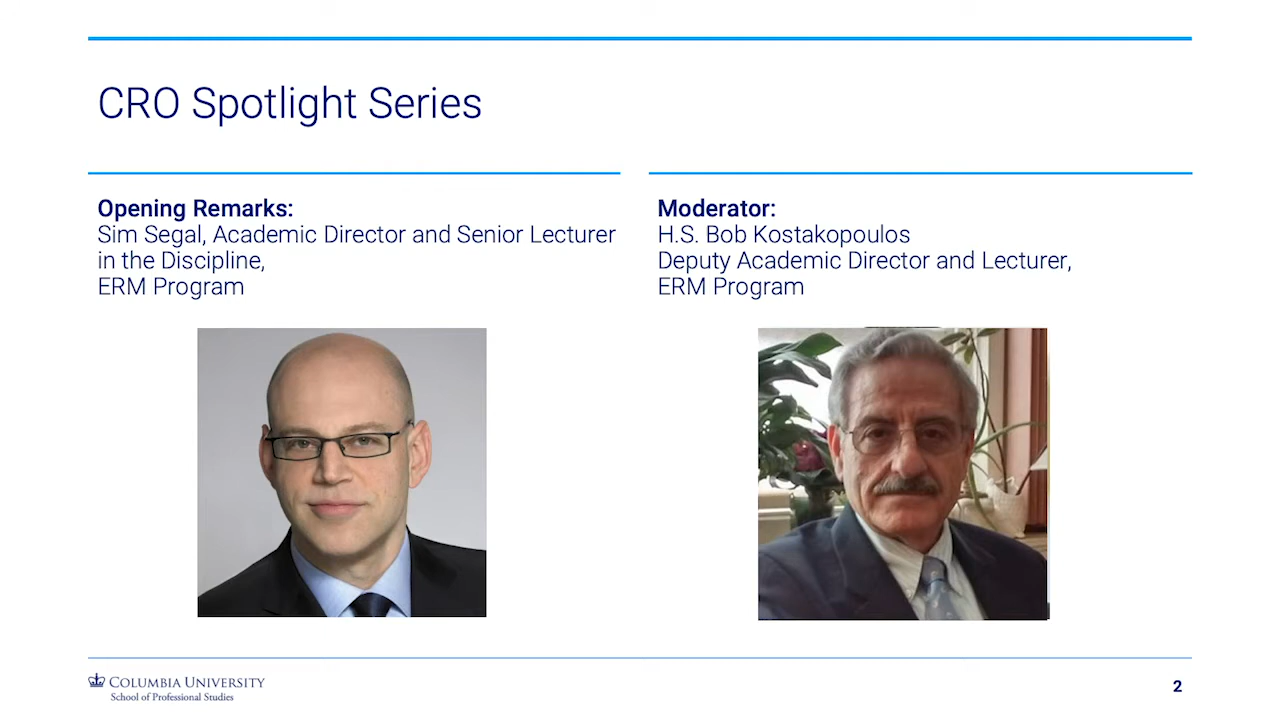 CRO Spotlight Series
Opening Remarks:
Sim Segal, Academic Director and Senior Lecturer
in the Discipline,
ERM Program
Moderator:
H.S. Bob Kostakopoulos
Deputy Academic Director and Lecturer,
ERM Program
COLUMBIA UNIVERSITY
School of Professional Studies
2